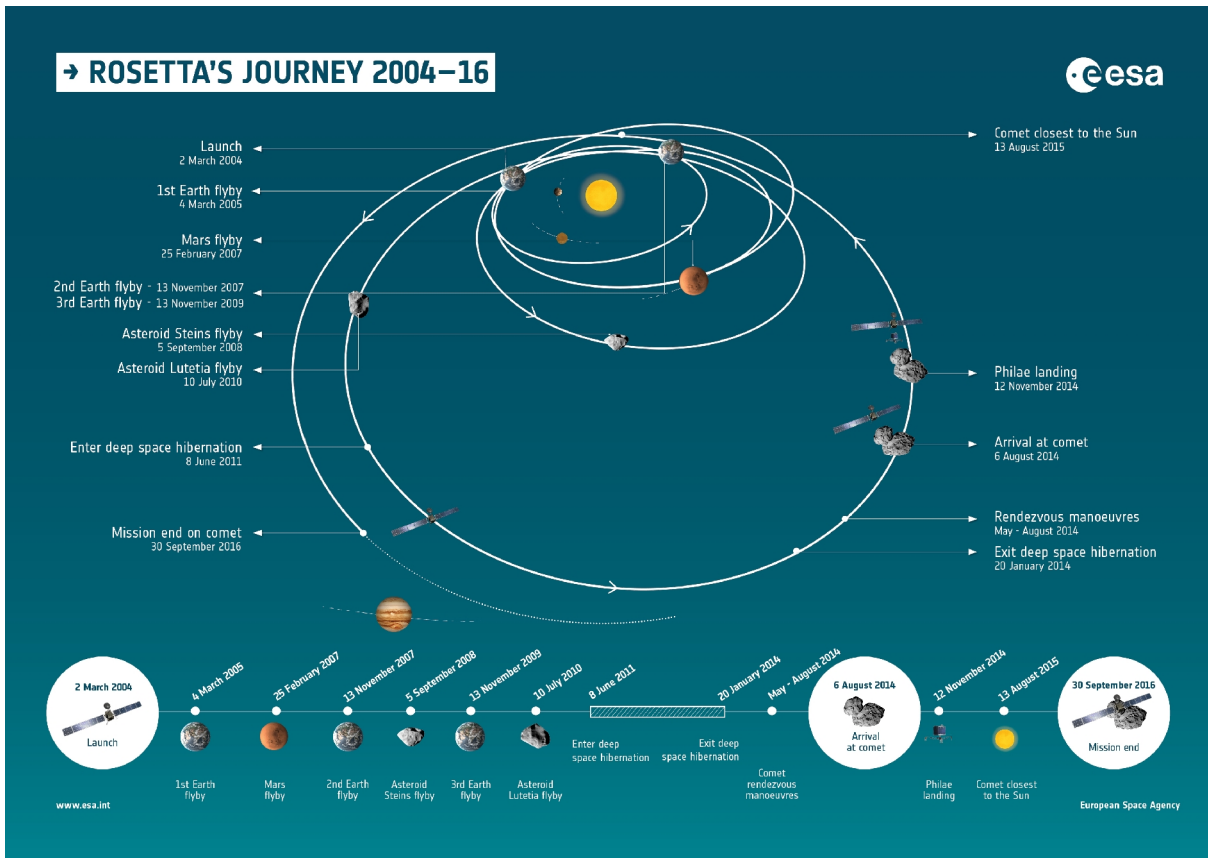 → ROSETTA'S JOURNEY 2004–16
esa
Launch
2 March 2004
1st Earth flyby
4 March 2005
Mars flyby
25 February 2007
2nd Earth flyby - 13 November 2007
3rd Earth flyby - 13 November 2009
Asteroid Steins flyby
5 September 2008
Asteroid Lutetia flyby
10 July 2010
Enter deep space hibernation
8 June 2011
Mission end on comet
30 September 2016
Comet closest to the Sun
13 August 2015
Philae landing
12 November 2014
Arrival at comet
6 August 2014
Rendezvous manoeuvres
May - August 2014
Exit deep space hibernation
20 January 2014
2 March 2004
Launch
4 March 2005
1st Earth
flyby
25 February 2007
Mars
flyby
13 November 2007
2nd Earth
flyby
5 September 2008
Asteroid
Steins flyby
13 November 2009
3rd Earth
flyby
10 July 2010
Asteroid
Lutetia flyby
8 June 2011
Enter deep
space hibernation
20 January 2014
Exit deep
space hibernation
May - August 2014
Comet
rendezvous
manoeuvres
6 August 2014
Arrival
at comet
12 November 2014
Philae
landing
13 August 2015
Comet closest
to the Sun
30 September 2016
Mission end
www.esa.int
European Space Agency